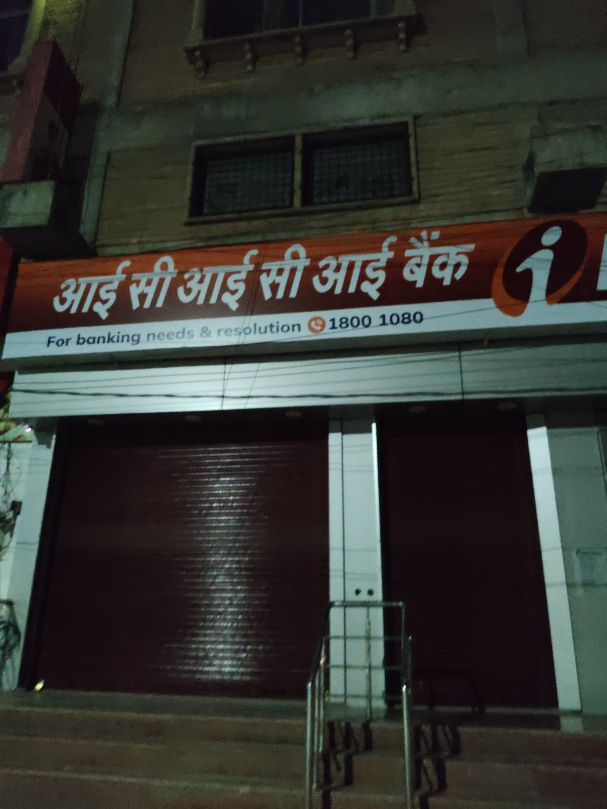 आई सी आई सी आई बैंक
For banking needs & resolution 1800 1080